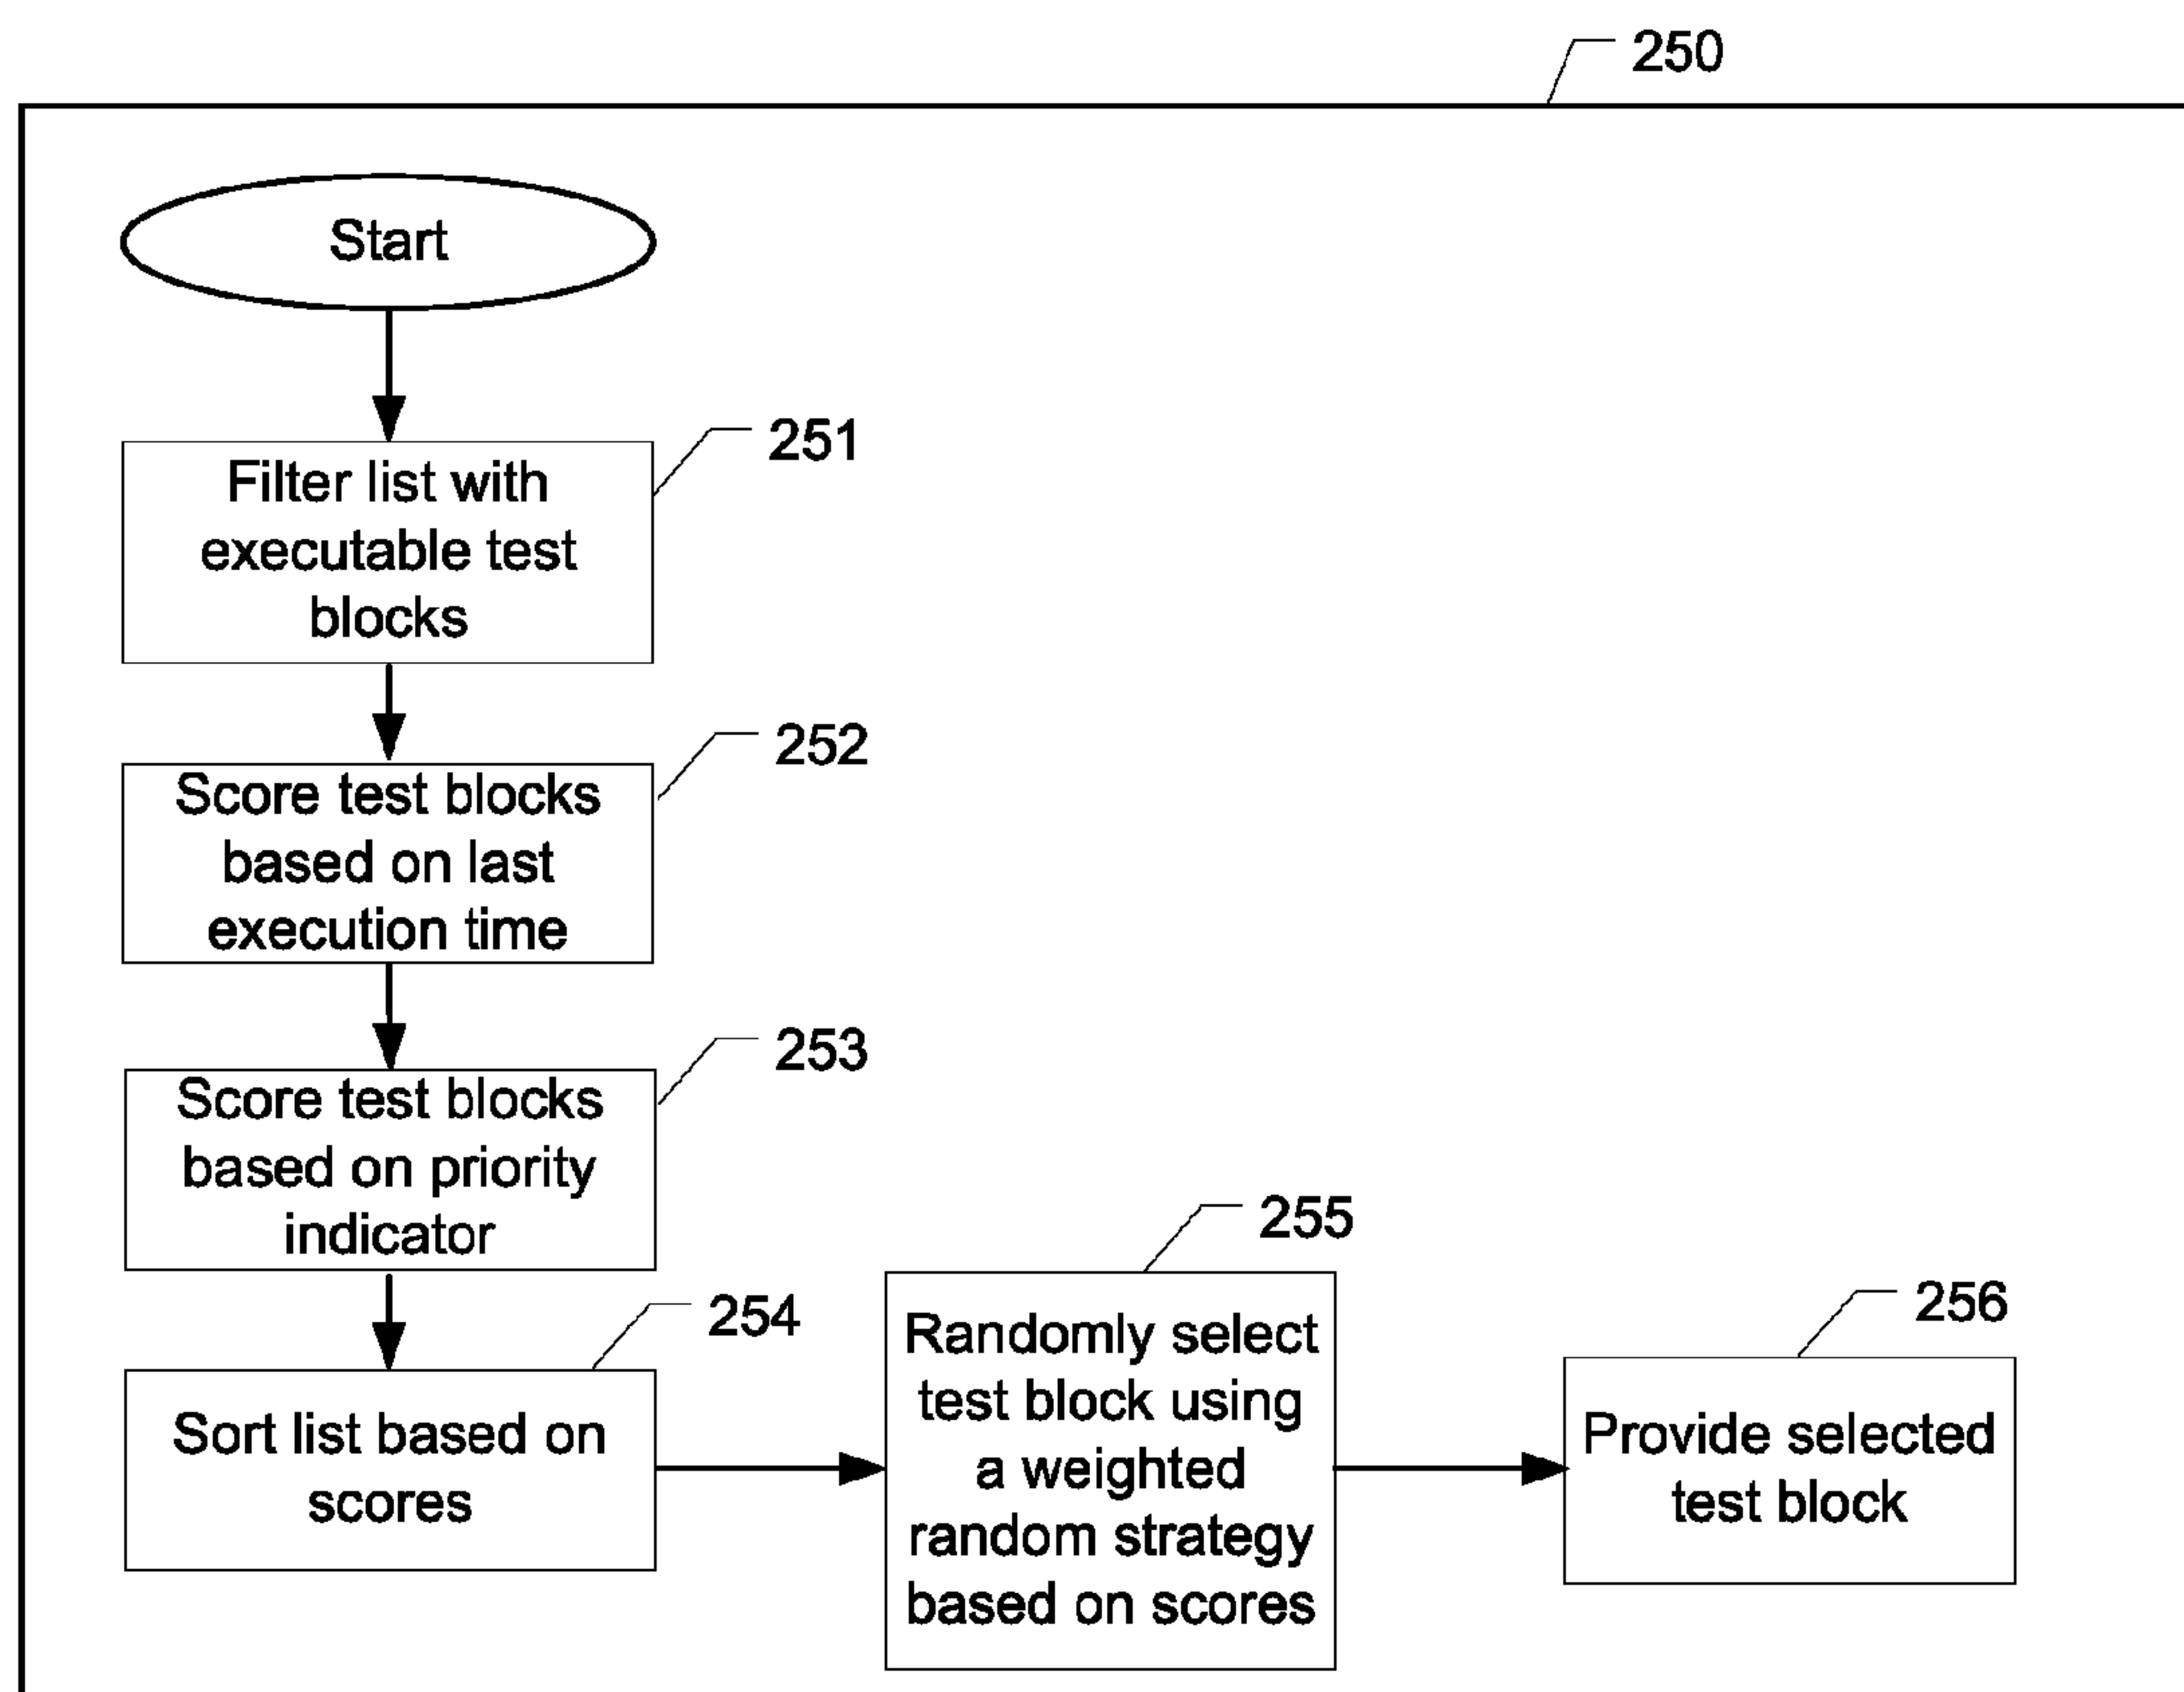 250
Start
251
Filter list with
executable test
blocks
252
Score test blocks
based on last
execution time
253
Score test blocks
based on priority
indicator
254
Sort list based on
scores
255
Randomly select
test block using
a weighted
random strategy
based on scores
256
Provide selected
test block